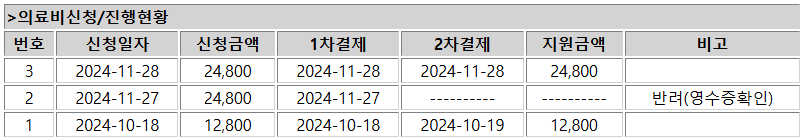 >의료비신청/진행현황
번호 신청일자 신청금액 1차결제 2차결제 지원금액 비고
3 2024-11-28 24,800 2024-11-28 2024-11-28 24,800
2 2024-11-27 24,800 2024-11-27 ---------- ---------- 반려(영수증확인)
1 2024-10-18 12,800 2024-10-18 2024-10-19 12,800